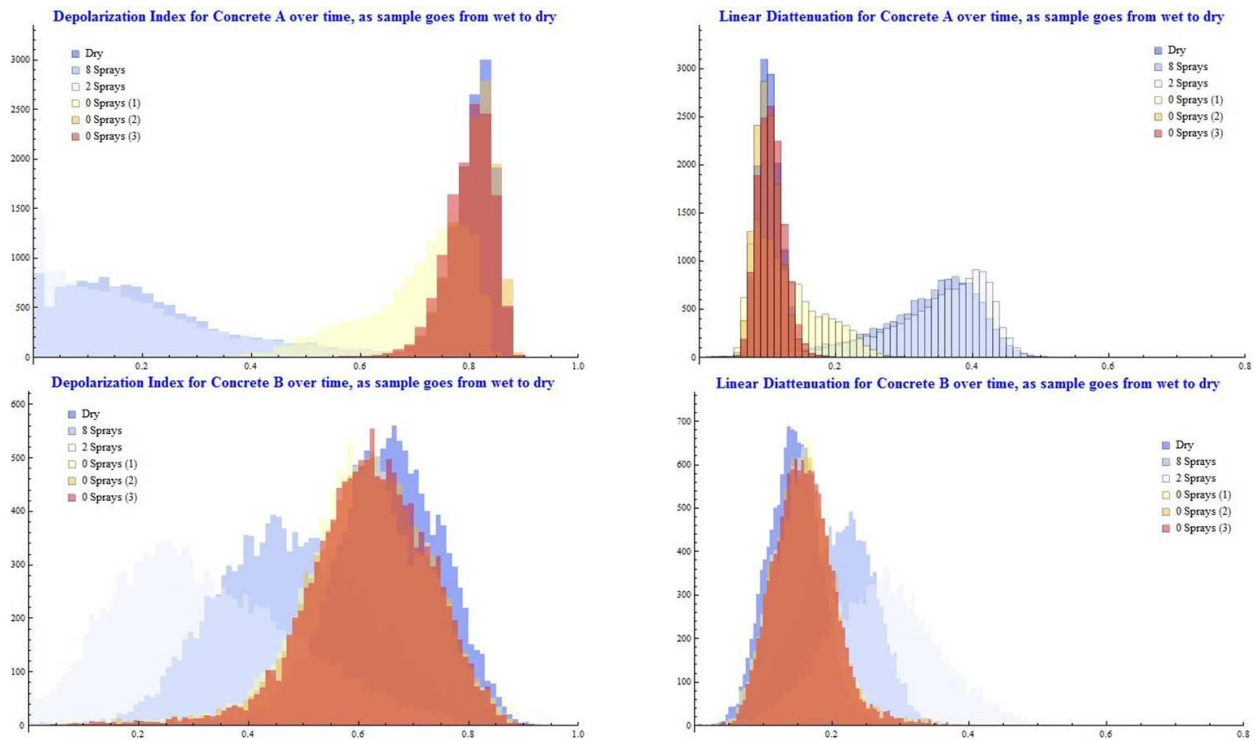 Depolarization Index for Concrete A over time, as sample goes from wet to dry
3000
2500
2000
1500
1000
500
0
0.2 0.4 0.6 0.8 1.0
Dry
8 Sprays
2 Sprays
0 Sprays (1)
0 Sprays (2)
0 Sprays (3)
Linear Diattenuation for Concrete A over time, as sample goes from wet to dry
3000
2500
2000
1500
1000
500
0
0.2 0.4 0.6 0.8
Dry
8 Sprays
2 Sprays
0 Sprays (1)
0 Sprays (2)
0 Sprays (3)
Depolarization Index for Concrete B over time, as sample goes from wet to dry
600
500
400
300
200
100
0
0.2 0.4 0.6 0.8 1.0
Dry
8 Sprays
2 Sprays
0 Sprays (1)
0 Sprays (2)
0 Sprays (3)
Linear Diattenuation for Concrete B over time, as sample goes from wet to dry
700
600
500
400
300
200
100
0
0.2 0.4 0.6 0.8
Dry
8 Sprays
2 Sprays
0 Sprays (1)
0 Sprays (2)
0 Sprays (3)